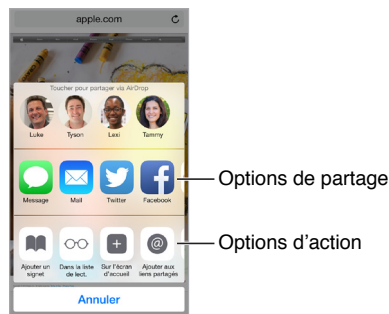 apple.com
Toucher pour partager via AirDrop
Luke Tyson Lexi Tammy
Message Mail Twitter Facebook
Options de partage
Options d'action
Ajouter un Dans la liste Sur l'écran Ajouter aux
signet de lect. d'accueil liens partagés
Annuler